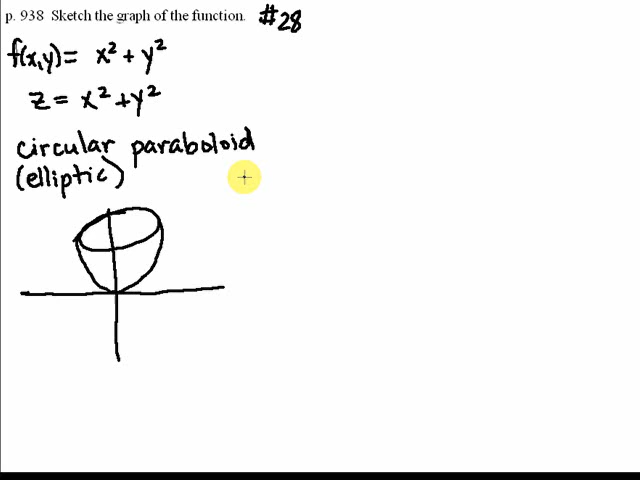 p. 938 Sketch the graph of the function. #28
f(x,y) = x² + y²
z = x² + y²
circular paraboloid
(elliptic)